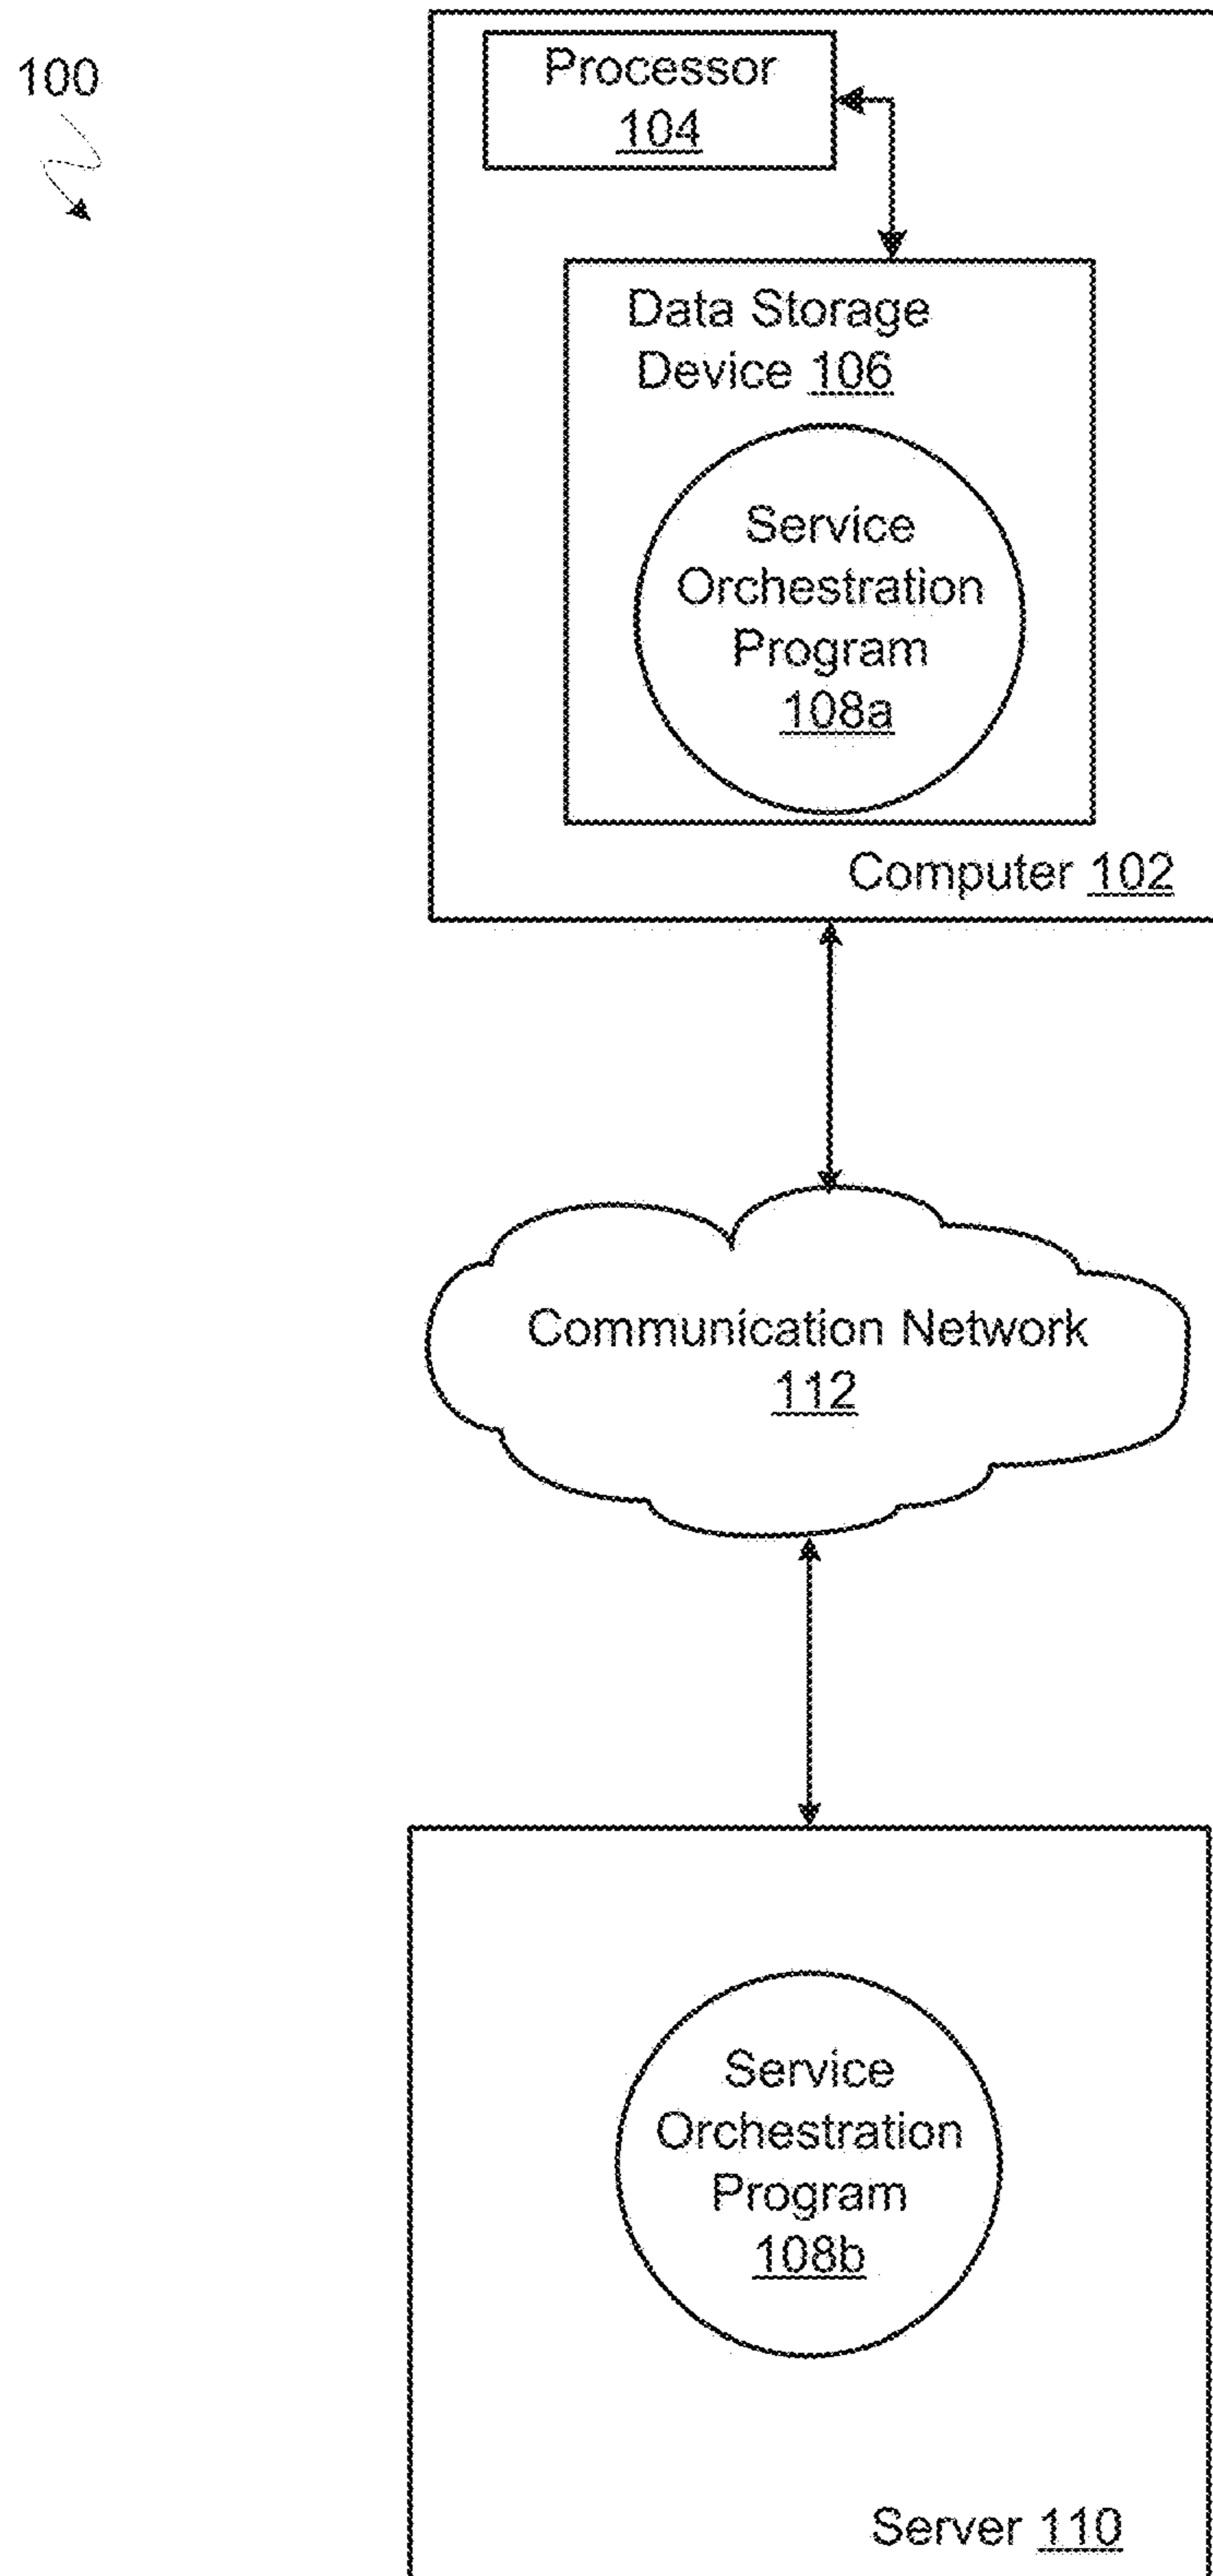 100
Processor
104
Data Storage
Device 106
Service
Orchestration
Program
108a
Computer 102
Communication Network
112
Service
Orchestration
Program
108b
Server 110